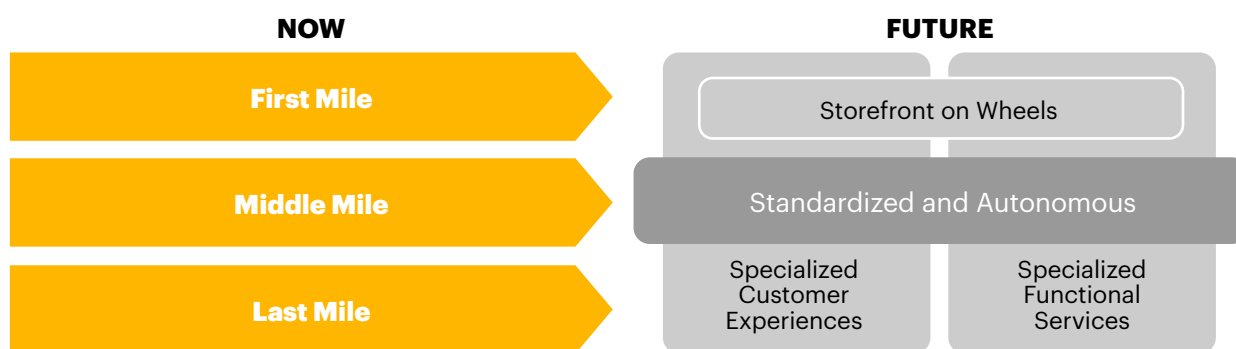 NOW
FUTURE
First Mile
Storefront on Wheels
Middle Mile
Standardized and Autonomous
Last Mile
Specialized
Customer
Experiences
Specialized
Functional
Services